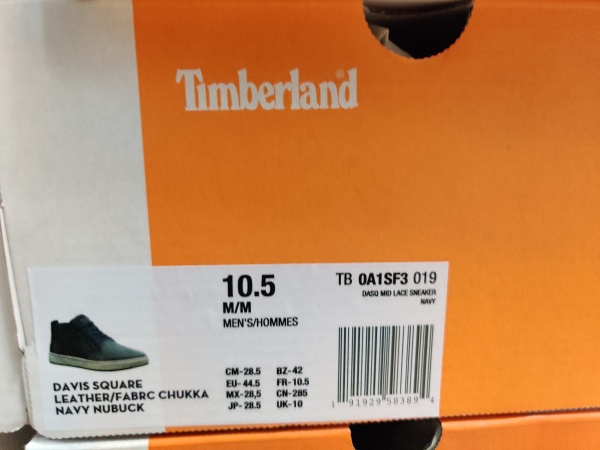 Timberland®
10.5
M/M
MEN'S/HOMMES
TB 0A1SF3 019
DASQ MID LACE SNEAKER
NAVY
DAVIS SQUARE
LEATHER/FABRC CHUKKA
NAVY NUBUCK
CM-28.5 BZ-42
EU-44.5 FR-10.5
MX-28,5 CN-285
JP-28.5 UK-10
1 91929 58389 4